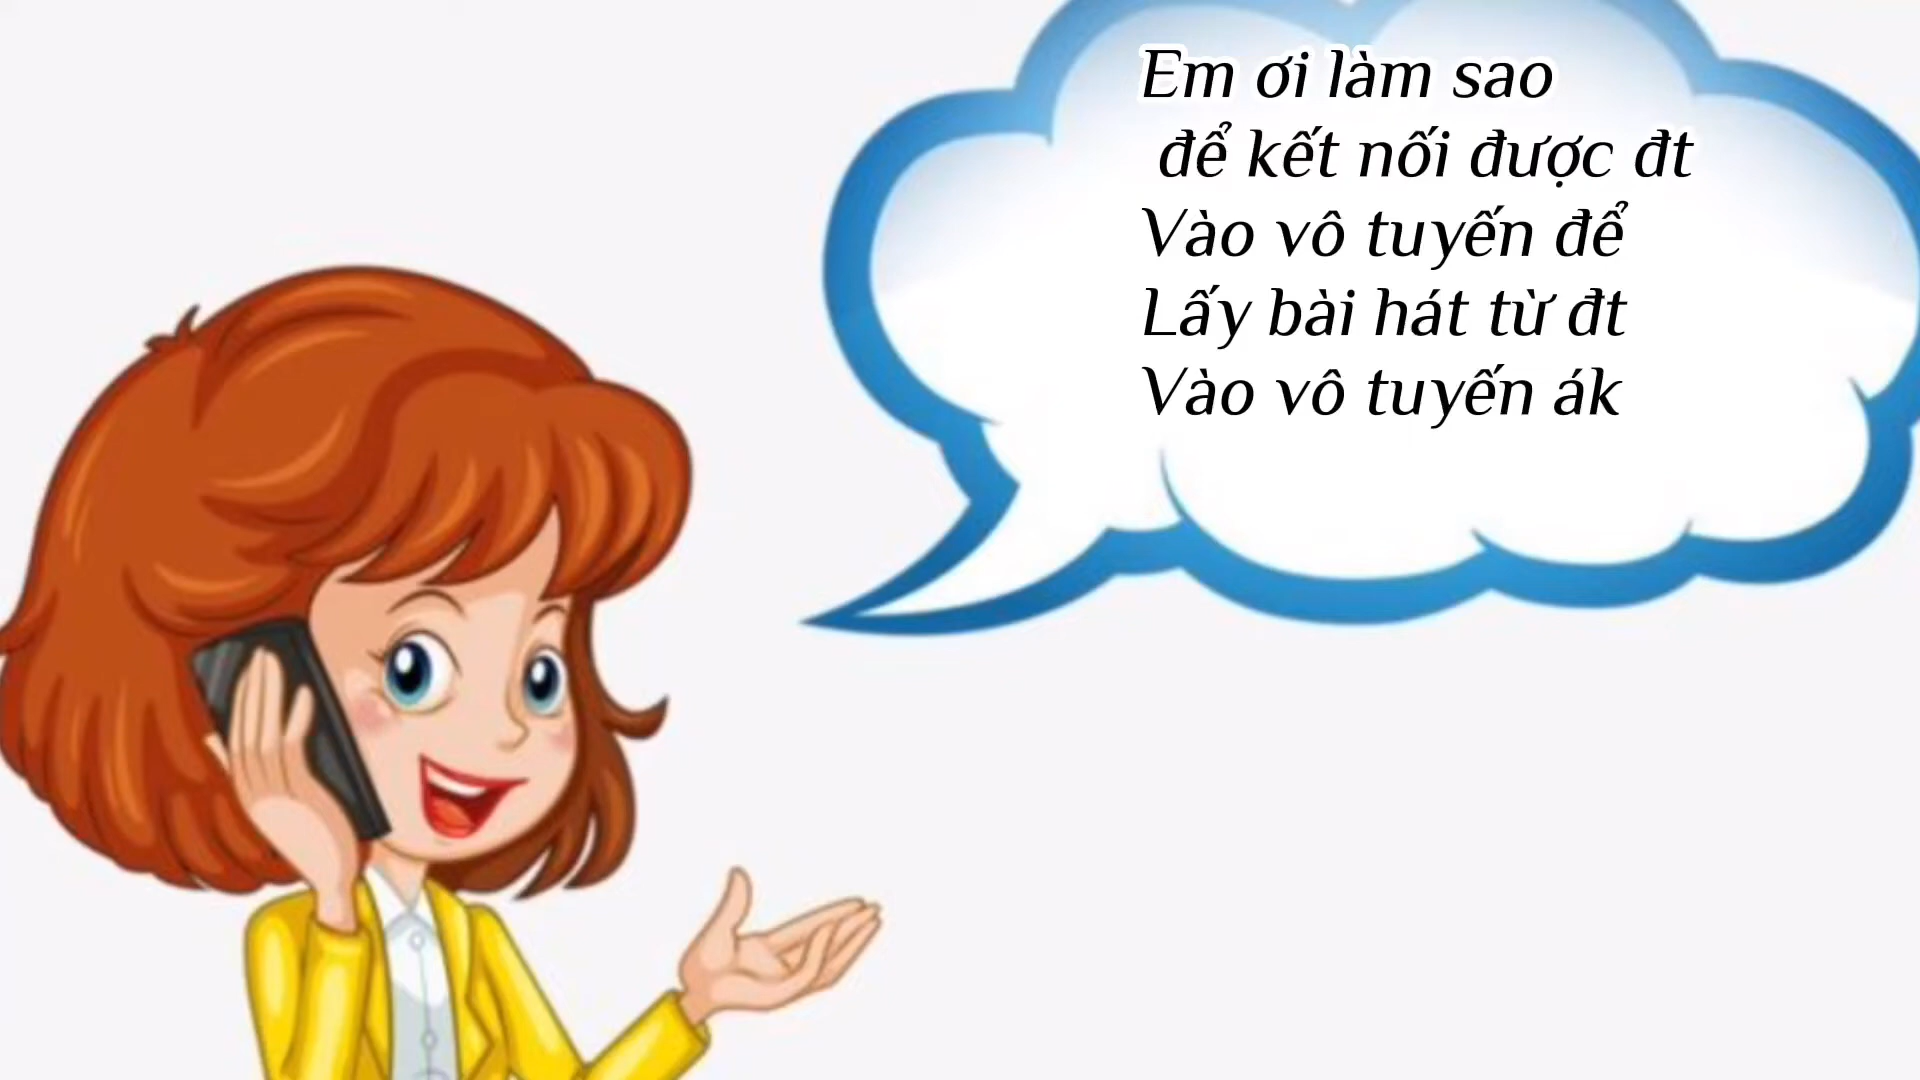 Em ơi làm sao
để kết nối được đt
Vào vô tuyến để
Lấy bài hát từ đt
Vào vô tuyến ák